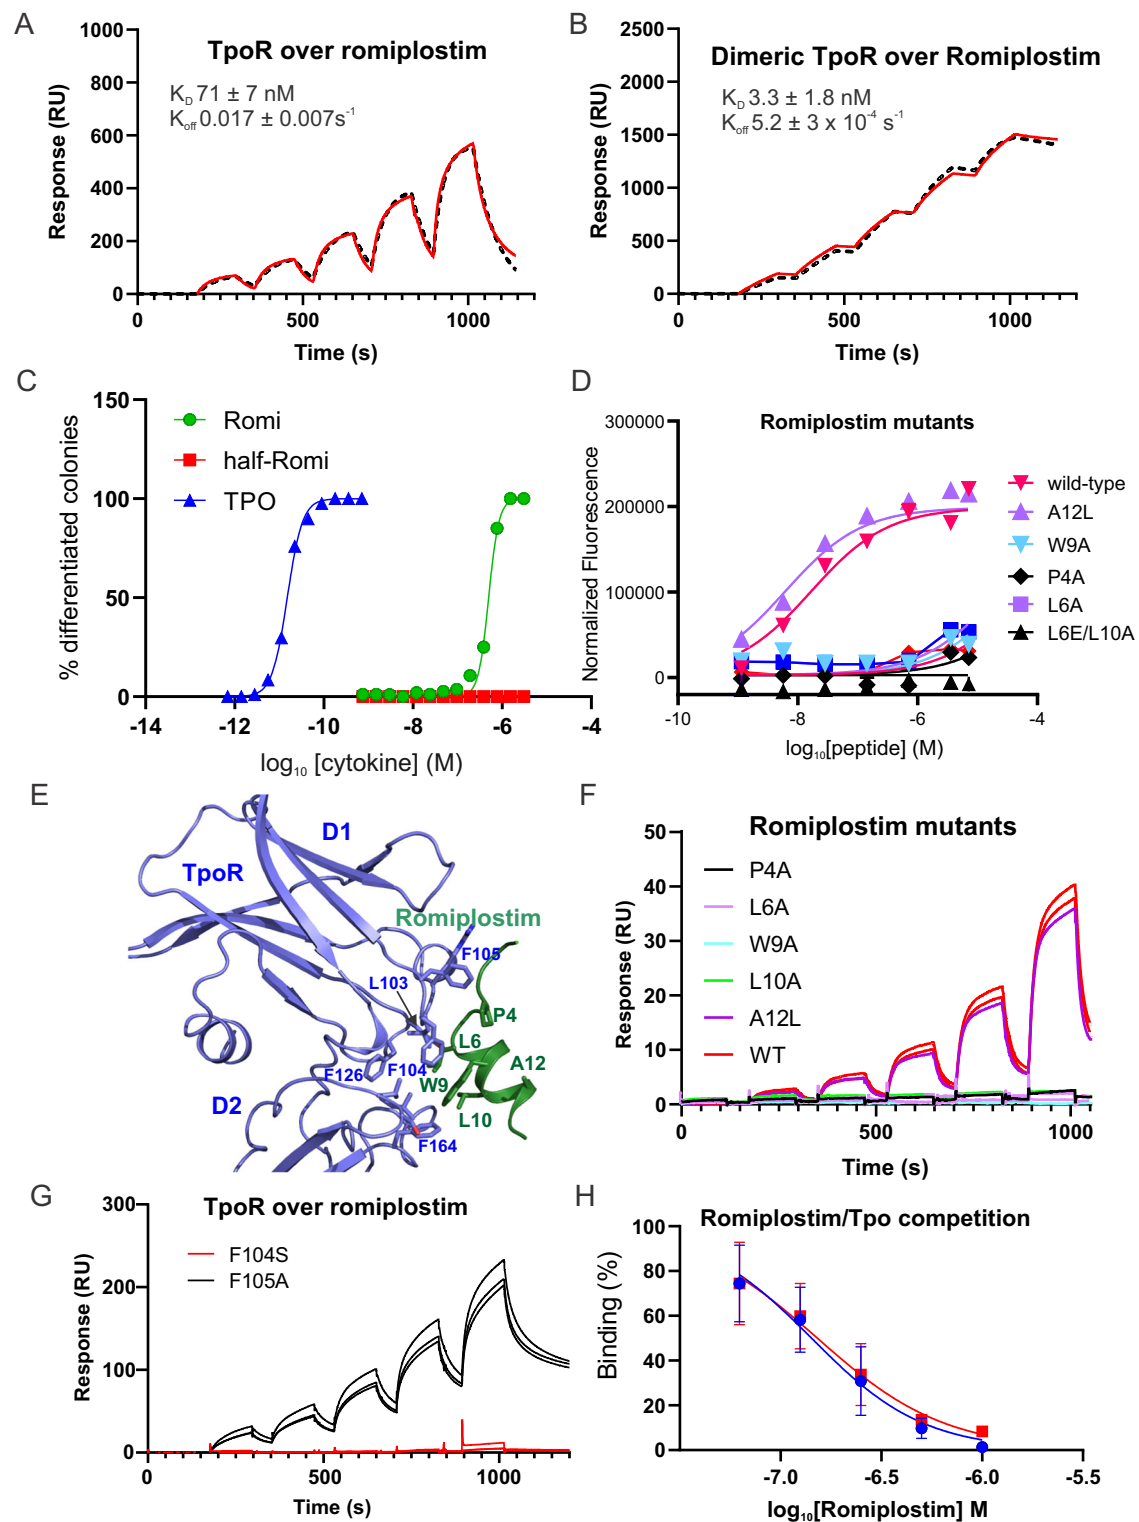 A
TpoR over romiplostim
K_D 71 ± 7 nM
K_off 0.017 ± 0.007s⁻¹
Response (RU)
1000
800
600
400
200
0
0
500
1000
Time (s)
B
Dimeric TpoR over Romiplostim
K_D 3.3 ± 1.8 nM
K_off 5.2 ± 3 x 10⁻⁴ s⁻¹
Response (RU)
2500
2000
1500
1000
500
0
0
500
1000
Time (s)
C
% differentiated colonies
150
100
50
0
Romi
half-Romi
TPO
-14
-12
-10
-8
-6
-4
log₁₀ [cytokine] (M)
D
Romiplostim mutants
Normalized Fluorescence
300000
200000
100000
0
-10
-8
-6
-4
log₁₀[peptide] (M)
wild-type
A12L
W9A
P4A
L6A
L6E/L10A
E
D1
TpoR
Romiplostim
F105
L103
P4
L6
A12
F126
F104
W9
D2
L10
F164
F
Romiplostim mutants
Response (RU)
50
40
30
20
10
0
P4A
L6A
W9A
L10A
A12L
WT
0
500
1000
Time (s)
G
TpoR over romiplostim
Response (RU)
300
200
100
0
F104S
F105A
0
500
1000
Time (s)
H
Romiplostim/Tpo competition
Binding (%)
100
80
60
40
20
0
-7.0
-6.5
-6.0
-5.5
log₁₀[Romiplostim] M